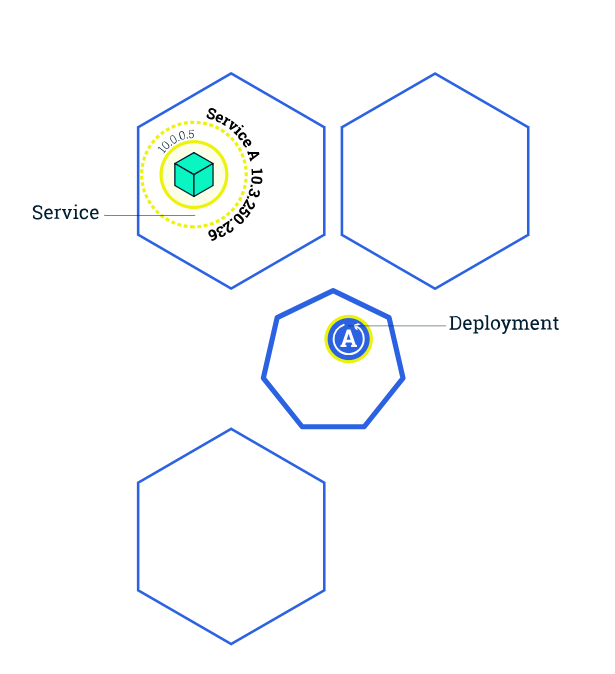 Service A 10.3.250.236
10.0.0.5
Service
Deployment
A